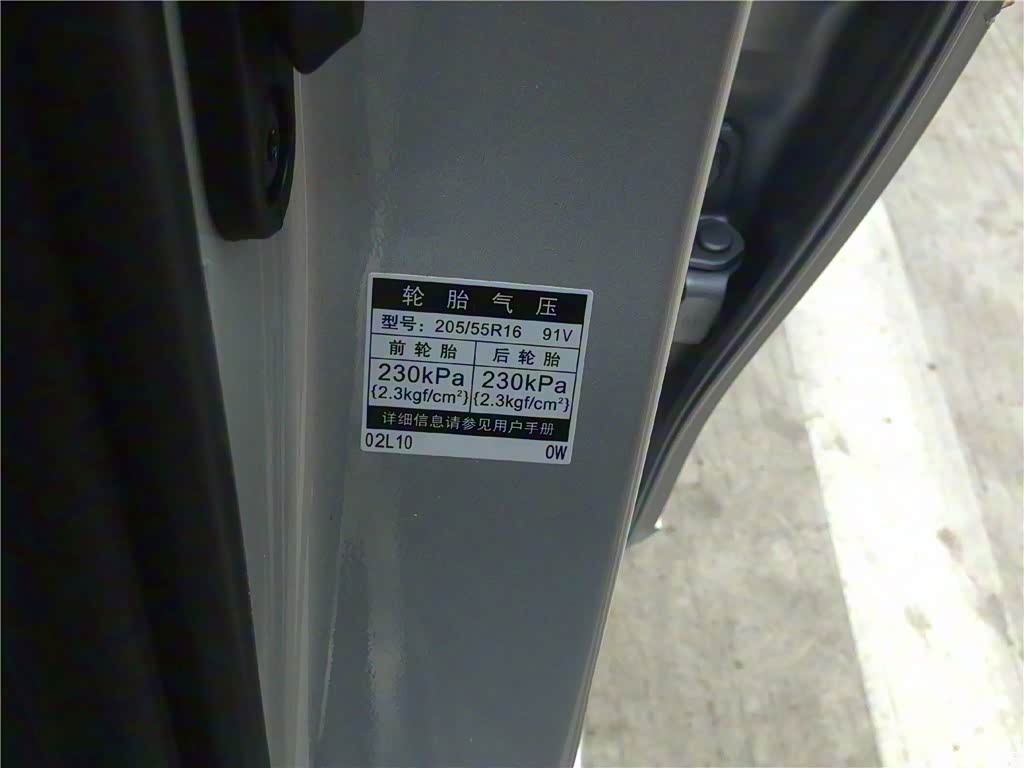 轮胎气压
型号：205/55R16 91V
前轮胎 后轮胎
230kPa 230kPa
{2.3kgf/cm²} {2.3kgf/cm²}
详细信息请参见用户手册
02L10 0W